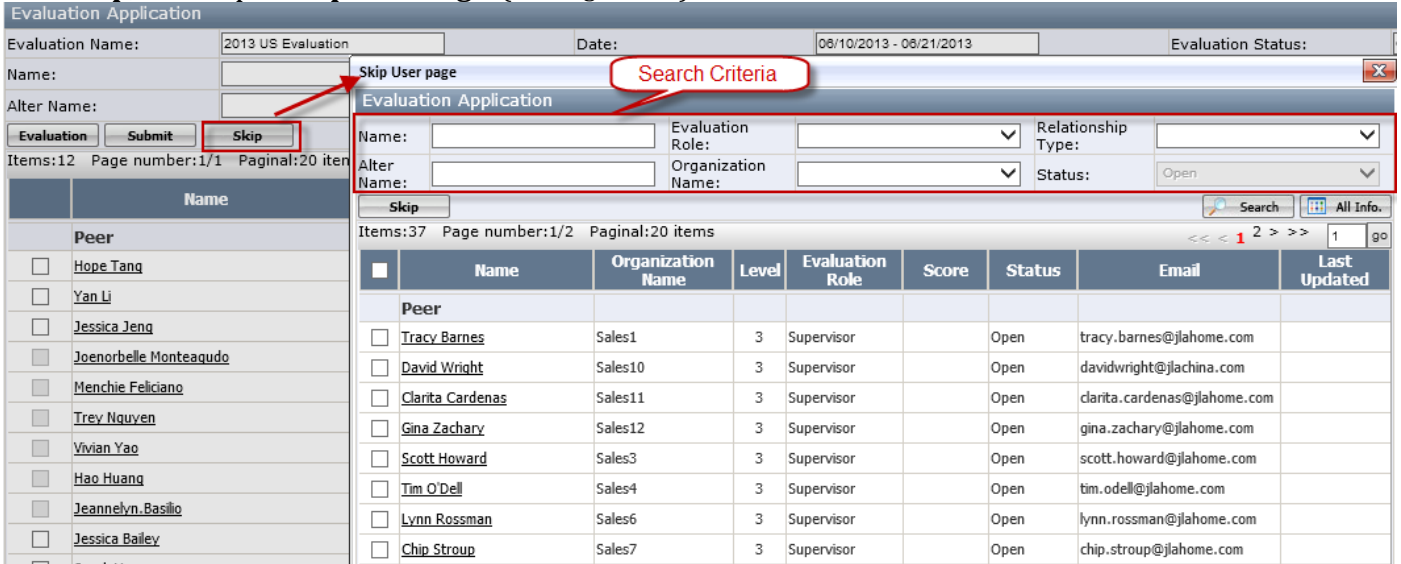 Evaluation Application
Evaluation Name: 2013 US Evaluation Date: 06/10/2013 - 06/21/2013 Evaluation Status:
Name:
Alter Name:
Evaluation Submit Skip
Items:12 Page number:1/1 Paginal:20 item
Name
Peer
Hope Tang
Yan Li
Jessica Jeng
Joenorbelle Monteagudo
Menchie Feliciano
Trey Nguyen
Vivian Yao
Hao Huang
Jeannelyn.Basilio
Jessica Bailey
Skip User page
Search Criteria
Evaluation Application
Name: Evaluation Role: Relationship Type:
Alter Name: Organization Name: Status: Open
Skip Search All Info.
Items:37 Page number:1/2 Paginal:20 items << < 1 2 > >> 1 go
Name Organization Name Level Evaluation Role Score Status Email Last Updated
Peer
Tracy Barnes Sales1 3 Supervisor Open tracy.barnes@jlahome.com
David Wright Sales10 3 Supervisor Open davidwright@jlachina.com
Clarita Cardenas Sales11 3 Supervisor Open clarita.cardenas@jlahome.com
Gina Zachary Sales12 3 Supervisor Open gina.zachary@jlahome.com
Scott Howard Sales3 3 Supervisor Open scott.howard@jlahome.com
Tim O'Dell Sales4 3 Supervisor Open tim.odell@jlahome.com
Lynn Rossman Sales6 3 Supervisor Open lynn.rossman@jlahome.com
Chip Stroup Sales7 3 Supervisor Open chip.stroup@jlahome.com